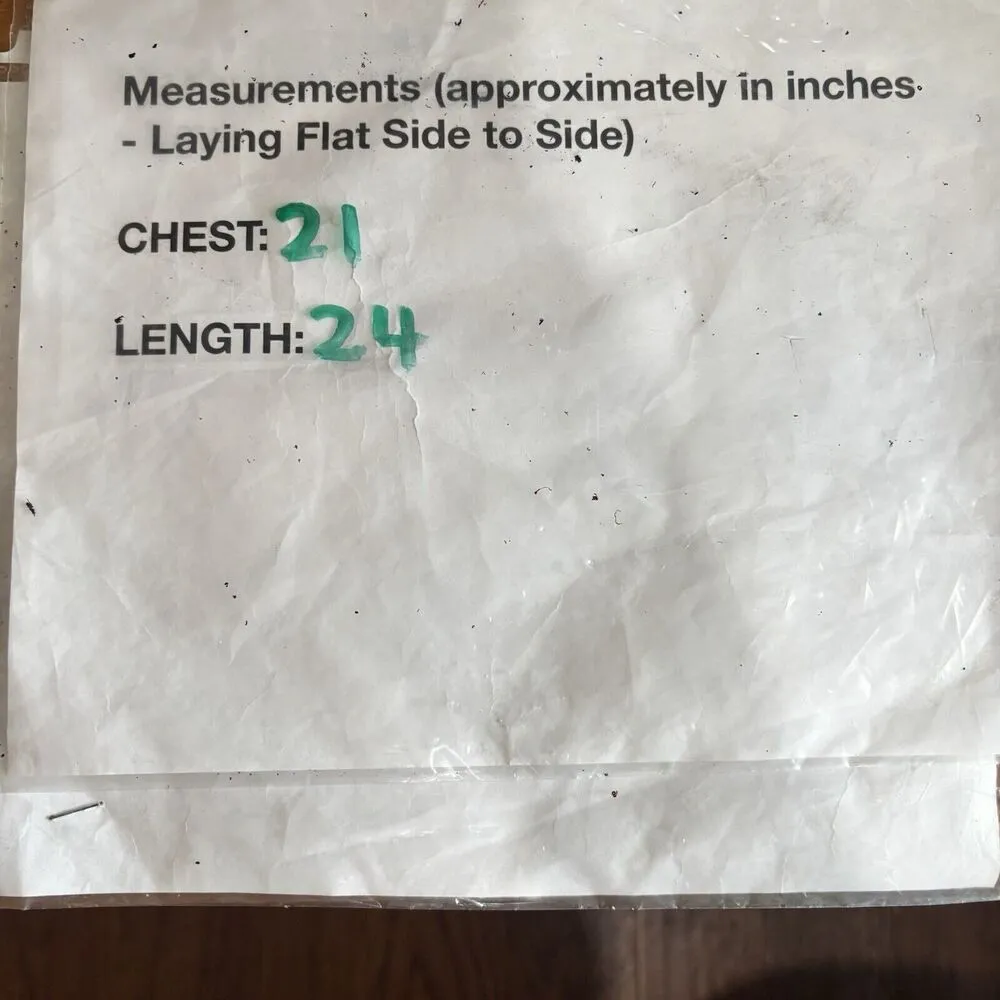 Measurements (approximately in inches
- Laying Flat Side to Side)
CHEST: 21
LENGTH: 24